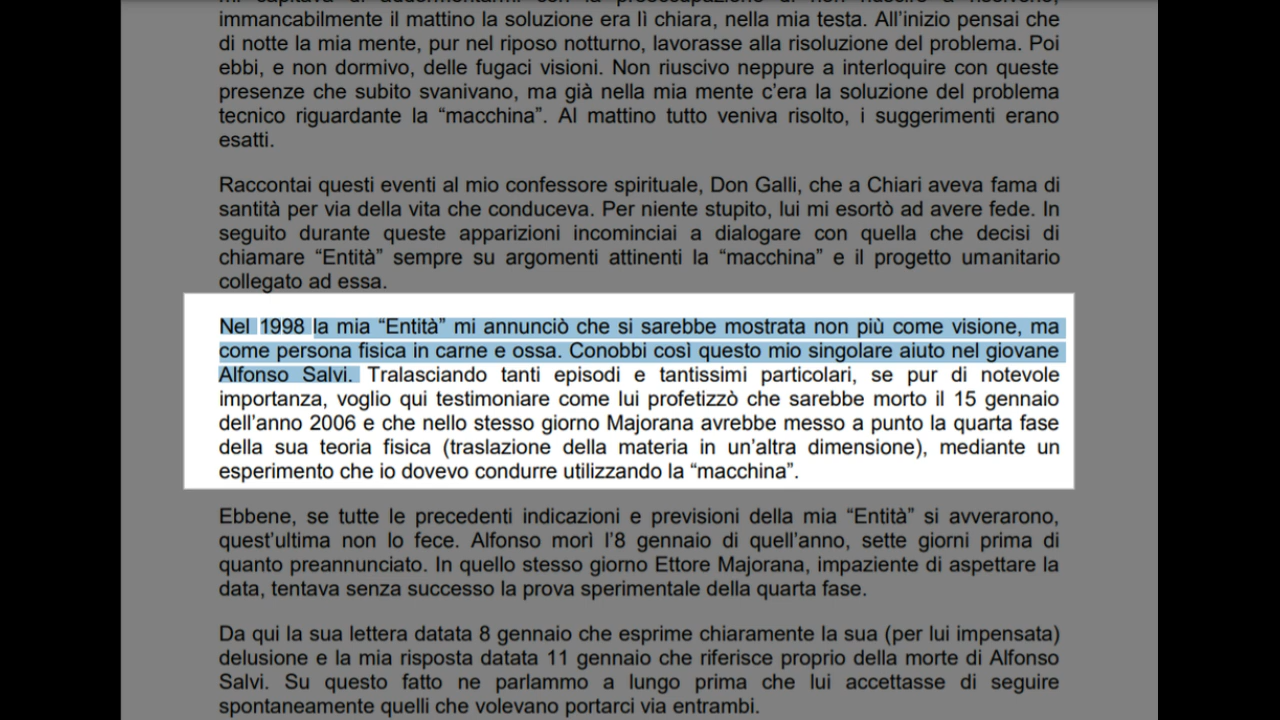 mi capitava di addormentarmi con la preoccupazione di non riuscire a risolverlo,
immancabilmente il mattino la soluzione era lì chiara, nella mia testa. All’inizio pensai che
di notte la mia mente, pur nel riposo notturno, lavorasse alla risoluzione del problema. Poi
ebbi, e non dormivo, delle fugaci visioni. Non riuscivo neppure a interloquire con queste
presenze che subito svanivano, ma già nella mia mente c’era la soluzione del problema
tecnico riguardante la “macchina”. Al mattino tutto veniva risolto, i suggerimenti erano
esatti.
Raccontai questi eventi al mio confessore spirituale, Don Galli, che a Chiari aveva fama di
santità per via della vita che conduceva. Per niente stupito, lui mi esortò ad avere fede. In
seguito durante queste apparizioni incominciai a dialogare con quella che decisi di
chiamare “Entità” sempre su argomenti attinenti la “macchina” e il progetto umanitario
collegato ad essa.
Nel 1998 la mia “Entità” mi annunciò che si sarebbe mostrata non più come visione, ma
come persona fisica in carne e ossa. Conobbi così questo mio singolare aiuto nel giovane
Alfonso Salvi. Tralasciando tanti episodi e tantissimi particolari, se pur di notevole
importanza, voglio qui testimoniare come lui profetizzò che sarebbe morto il 15 gennaio
dell’anno 2006 e che nello stesso giorno Majorana avrebbe messo a punto la quarta fase
della sua teoria fisica (traslazione della materia in un’altra dimensione), mediante un
esperimento che io dovevo condurre utilizzando la “macchina”.
Ebbene, se tutte le precedenti indicazioni e previsioni della mia “Entità” si avverarono,
quest’ultima non lo fece. Alfonso morì l’8 gennaio di quell’anno, sette giorni prima di
quanto preannunciato. In quello stesso giorno Ettore Majorana, impaziente di aspettare la
data, tentava senza successo la prova sperimentale della quarta fase.
Da qui la sua lettera datata 8 gennaio che esprime chiaramente la sua (per lui impensata)
delusione e la mia risposta datata 11 gennaio che riferisce proprio della morte di Alfonso
Salvi. Su questo fatto ne parlammo a lungo prima che lui accettasse di seguire
spontaneamente quelli che volevano portarci via entrambi.